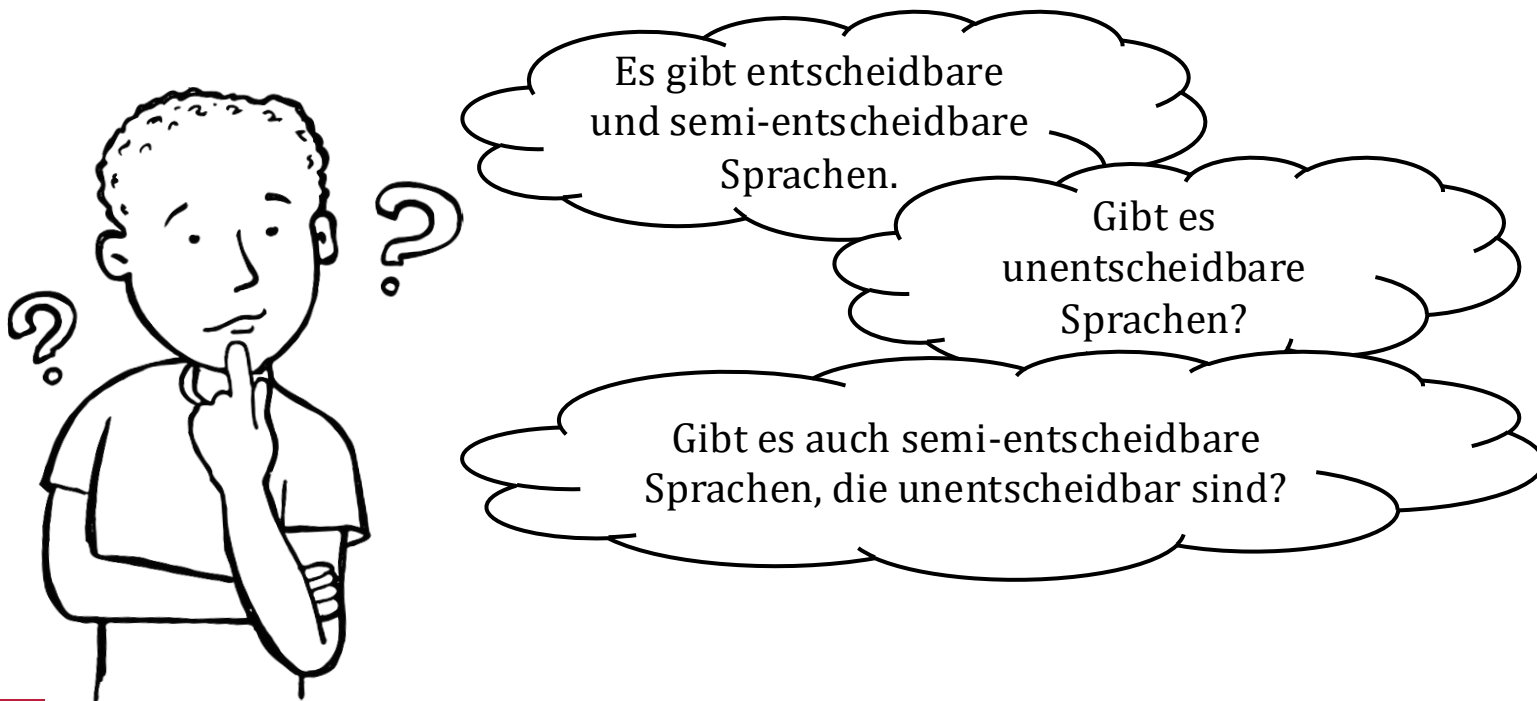 Es gibt entscheidbare
und semi-entscheidbare
Sprachen.
Gibt es
unentscheidbare
Sprachen?
Gibt es auch semi-entscheidbare
Sprachen, die unentscheidbar sind?